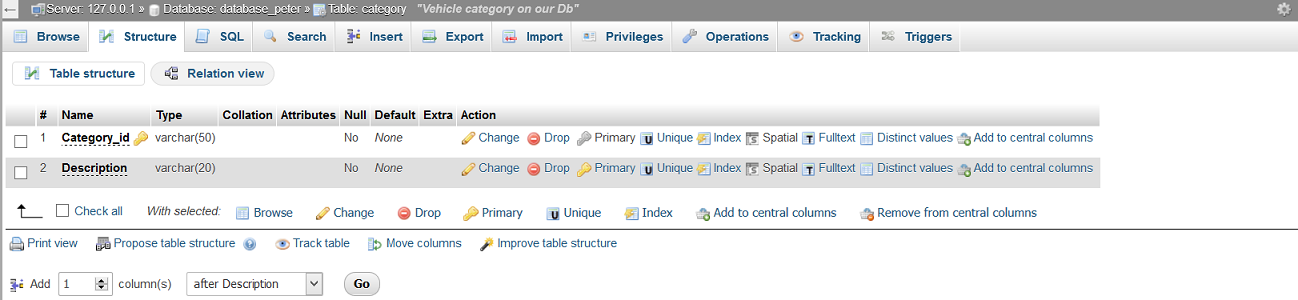 Server: 127.0.0.1 » Database: database_peter » Table: category "Vehicle category on our Db"
Browse Structure SQL Search Insert Export Import Privileges Operations Tracking Triggers
Table structure Relation view
# Name Type Collation Attributes Null Default Extra Action
1 Category_id varchar(50) No None Change Drop Primary Unique Index Spatial Fulltext Distinct values Add to central columns
2 Description varchar(20) No None Change Drop Primary Unique Index Spatial Fulltext Distinct values Add to central columns
Check all With selected: Browse Change Drop Primary Unique Index Add to central columns Remove from central columns
Print view Propose table structure Track table Move columns Improve table structure
Add 1 column(s) after Description Go